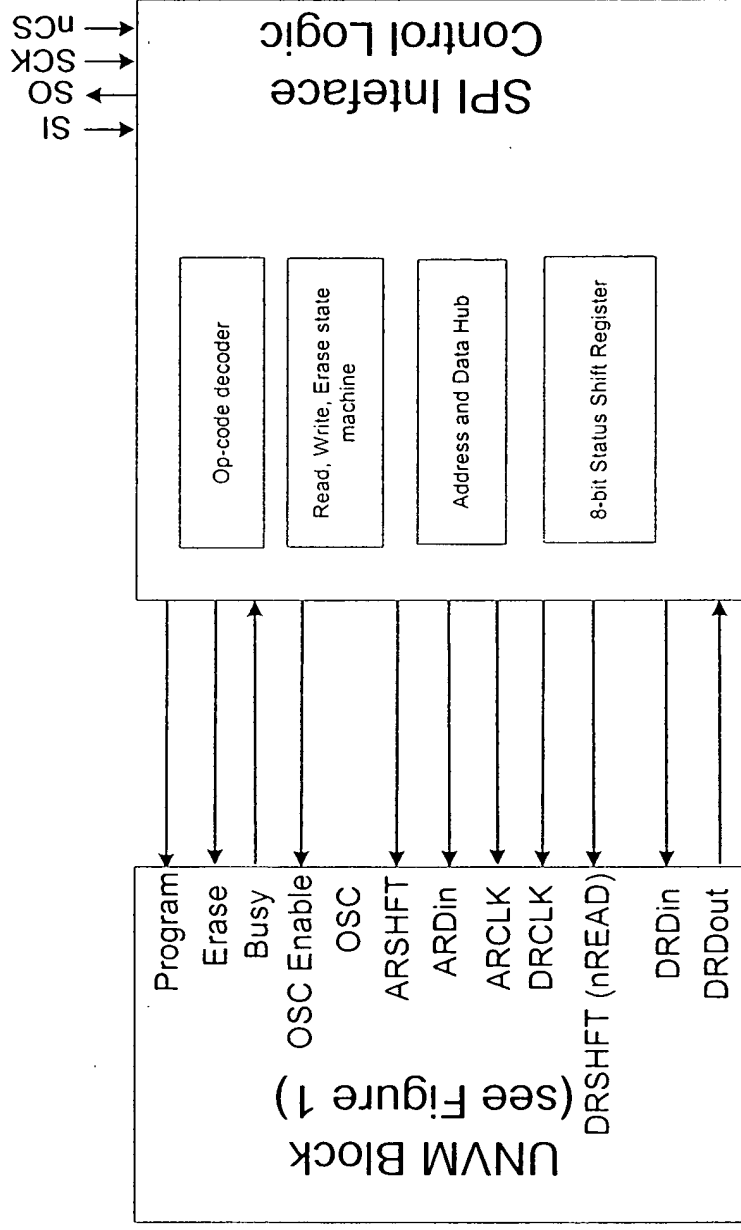 nCS
SCK
SO
SI
SPI Inteface
Control Logic
Op-code decoder
Read, Write, Erase state
machine
Address and Data Hub
8-bit Status Shift Register
Program
Erase
Busy
OSC Enable
OSC
ARSHFT
ARDin
ARCLK
DRCLK
DRSHFT (nREAD)
DRDin
DRDout
UNVM Block
(see Figure 1)